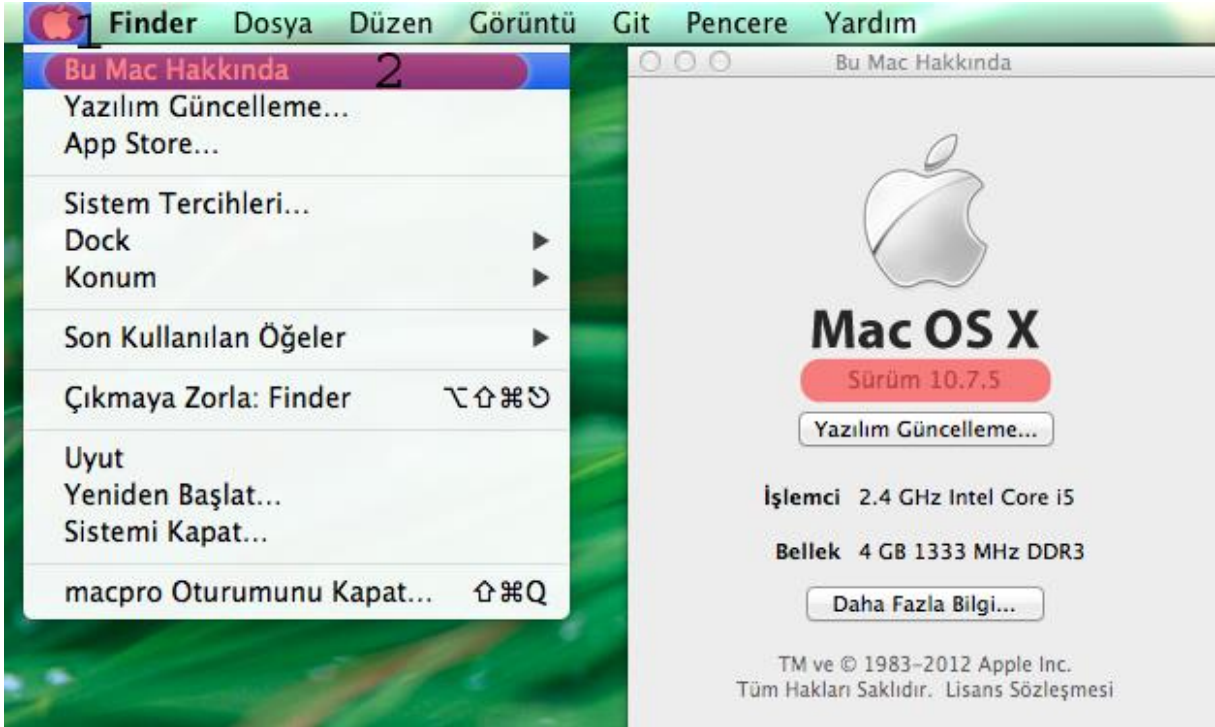 1 Finder Dosya Düzen Görüntü Git Pencere Yardım
Bu Mac Hakkında 2
Yazılım Güncelleme...
App Store...
Sistem Tercihleri...
Dock
Konum
Son Kullanılan Öğeler
Çıkmaya Zorla: Finder ⌥⇧⌘⎋
Uyut
Yeniden Başlat...
Sistemi Kapat...
macpro Oturumunu Kapat... ⇧⌘Q
Bu Mac Hakkında
Mac OS X
Sürüm 10.7.5
Yazılım Güncelleme...
İşlemci 2.4 GHz Intel Core i5
Bellek 4 GB 1333 MHz DDR3
Daha Fazla Bilgi...
TM ve © 1983–2012 Apple Inc.
Tüm Hakları Saklıdır. Lisans Sözleşmesi